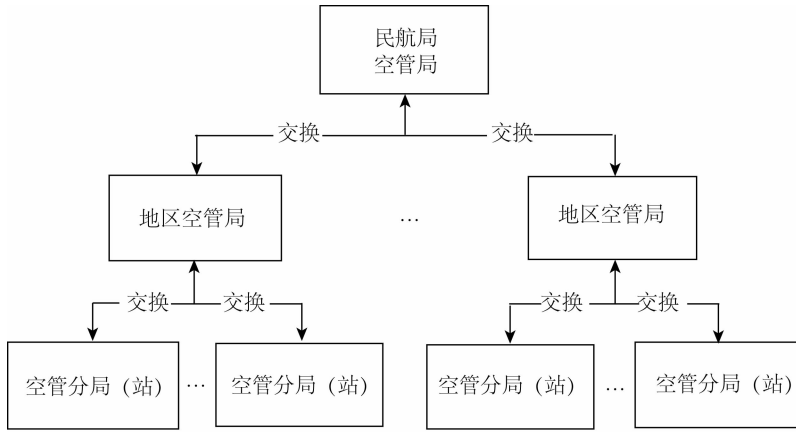 民航局
空管局
交换
交换
地区空管局
…
地区空管局
交换
交换
交换
交换
空管分局（站）
…
空管分局（站）
空管分局（站）
…
空管分局（站）